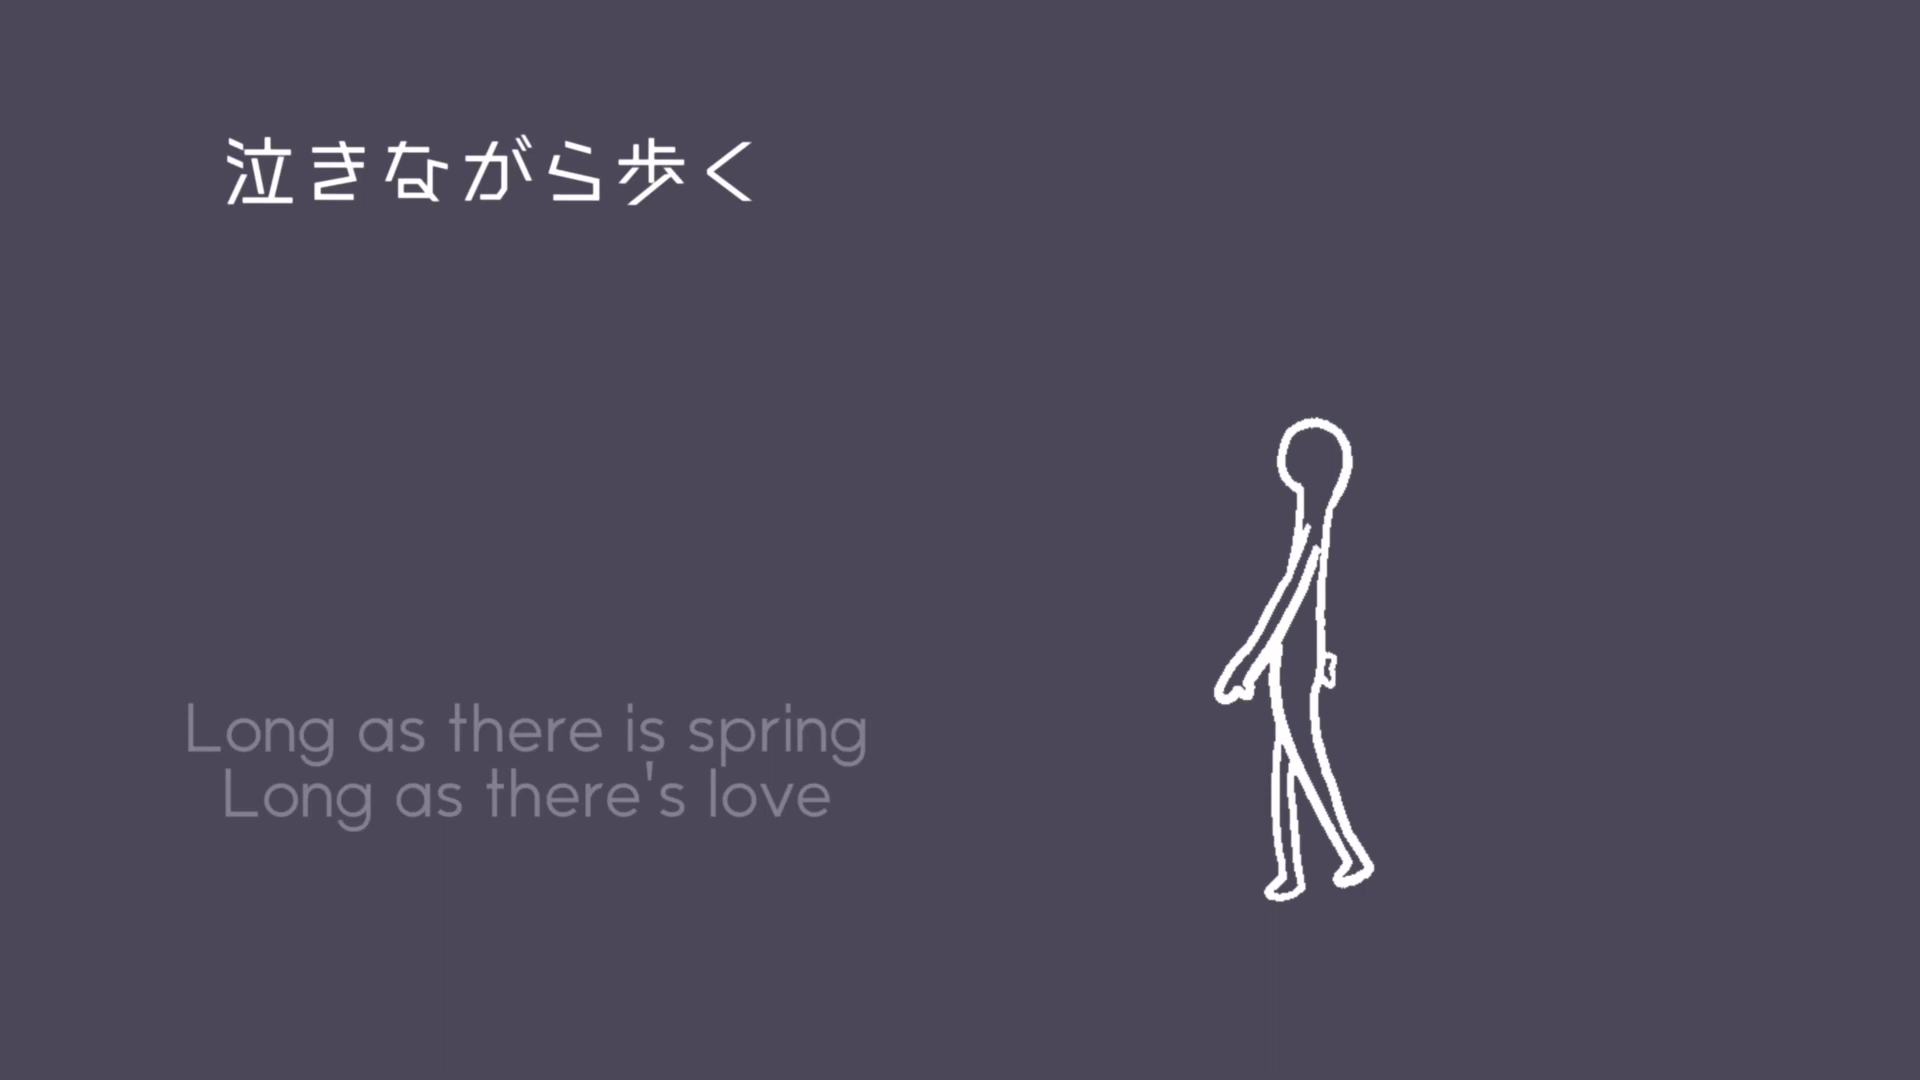 泣きながら歩く
Long as there is spring
Long as there's love